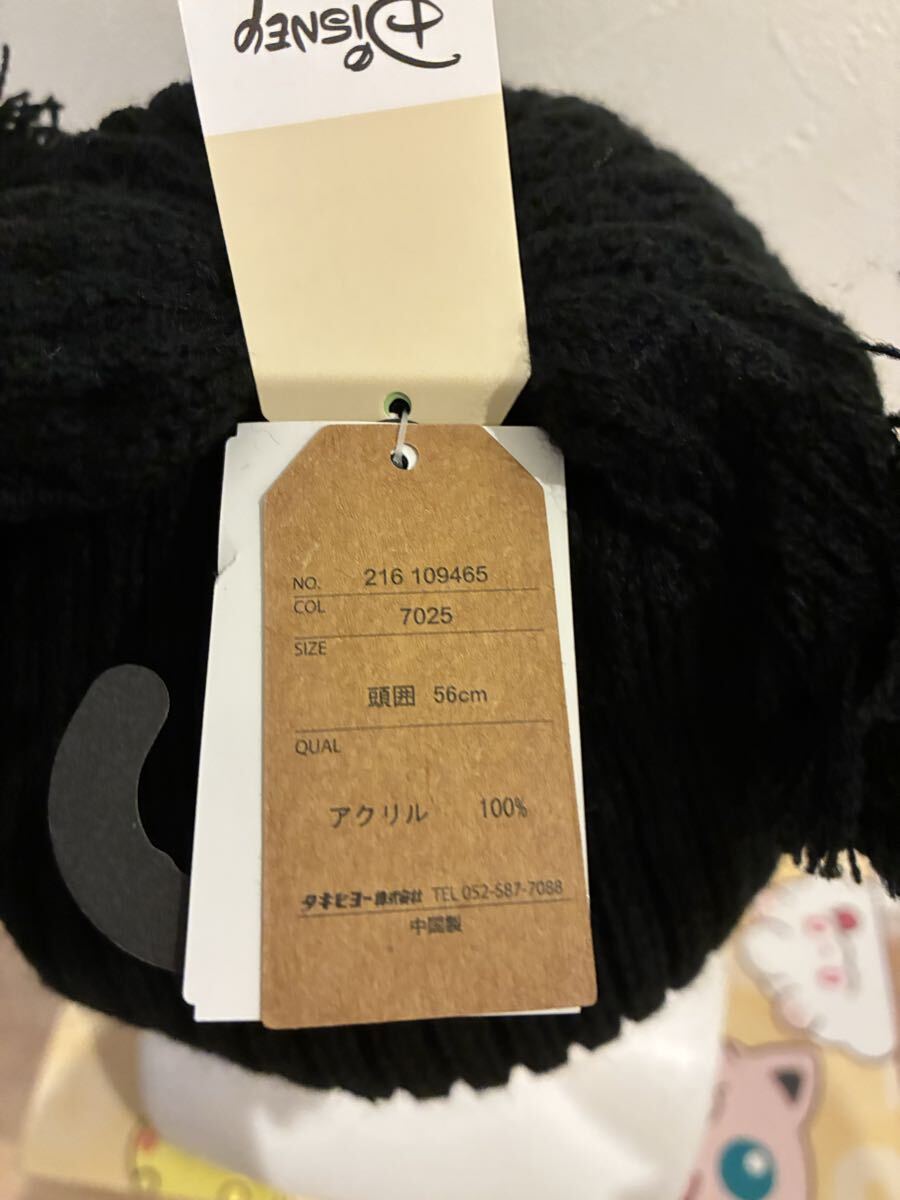 Disney
NO. 216 109465
COL 7025
SIZE
頭囲 56cm
QUAL
アクリル 100%
タキヒヨー株式会社 TEL 052-587-7088
中国製